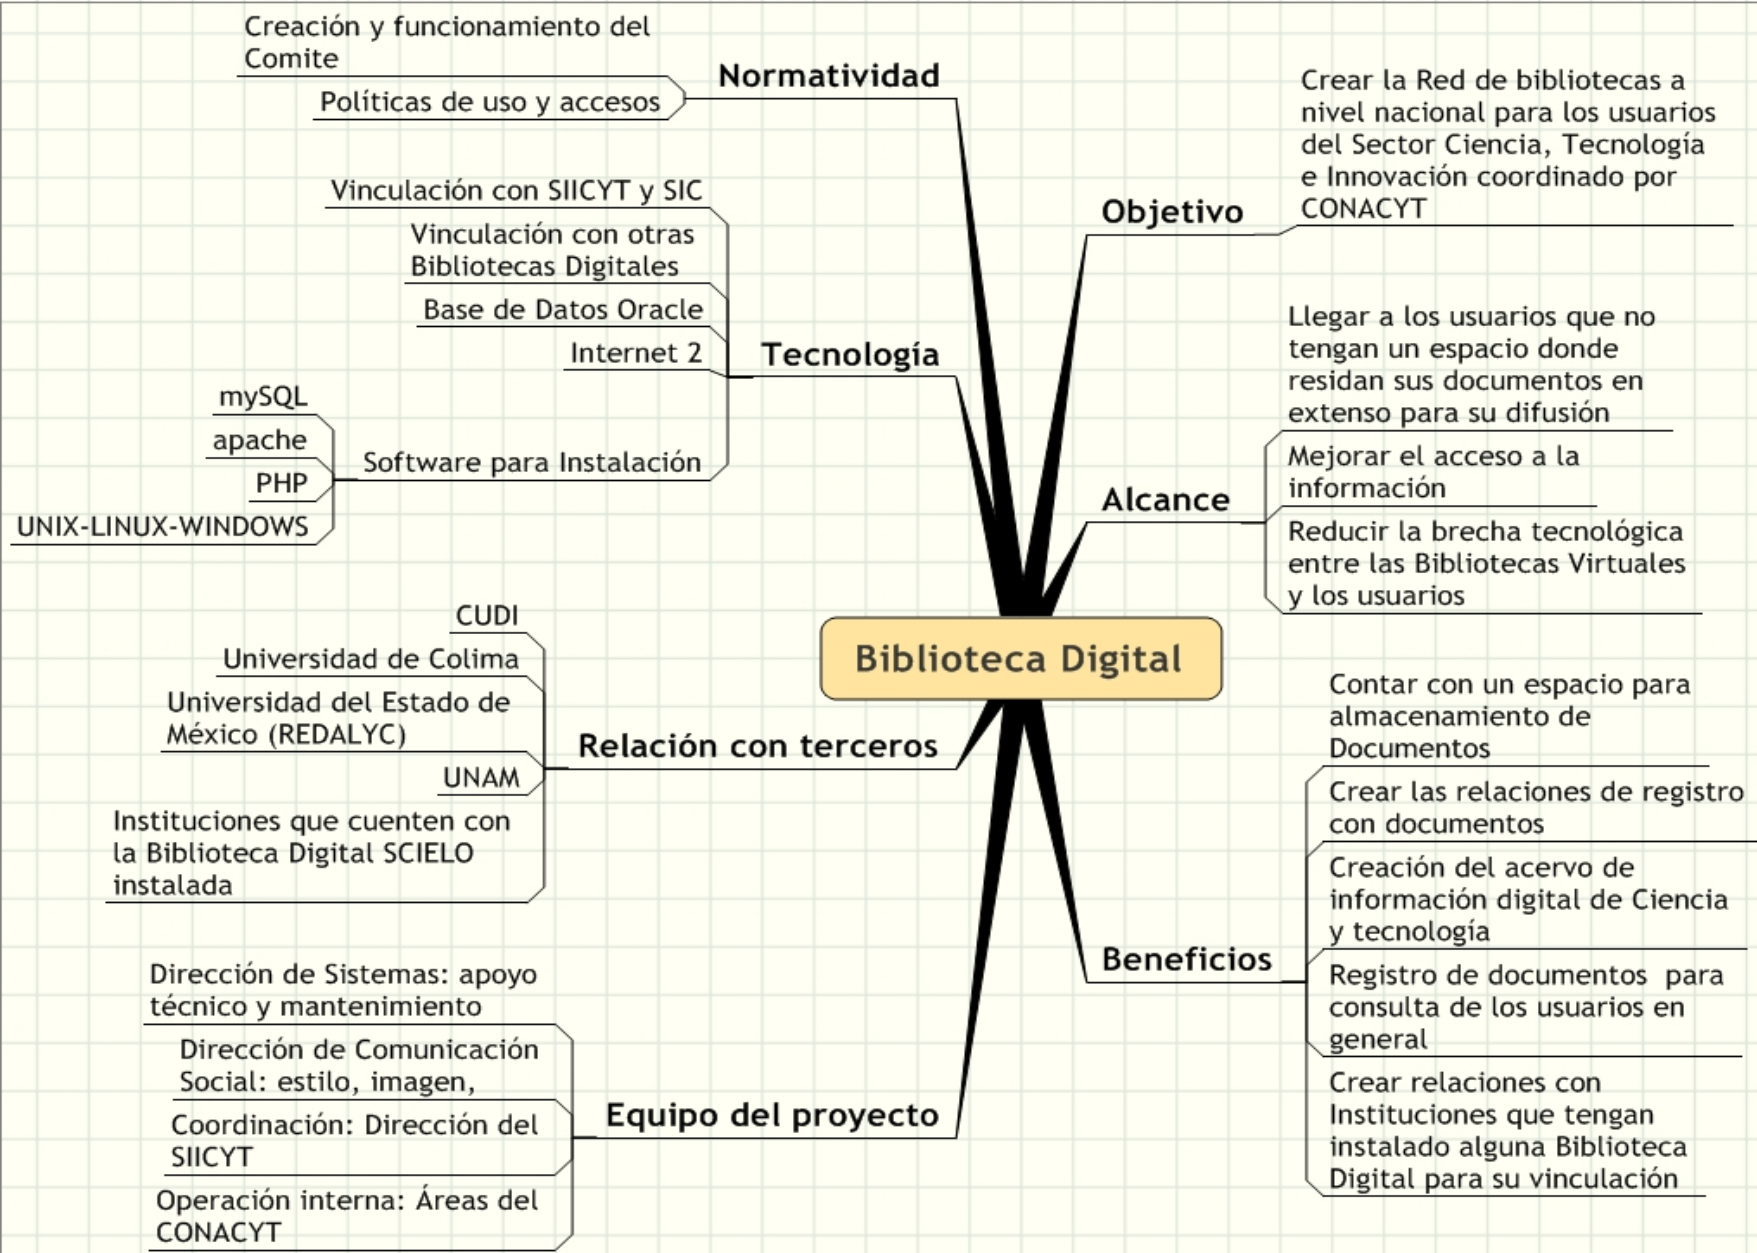 Biblioteca Digital
Normatividad
Creación y funcionamiento del
Comite
Políticas de uso y accesos
Tecnología
Vinculación con SIICYT y SIC
Vinculación con otras
Bibliotecas Digitales
Base de Datos Oracle
Internet 2
Software para Instalación
mySQL
apache
PHP
UNIX-LINUX-WINDOWS
Relación con terceros
CUDI
Universidad de Colima
Universidad del Estado de
México (REDALYC)
UNAM
Instituciones que cuenten con
la Biblioteca Digital SCIELO
instalada
Equipo del proyecto
Dirección de Sistemas: apoyo
técnico y mantenimiento
Dirección de Comunicación
Social: estilo, imagen,
Coordinación: Dirección del
SIICYT
Operación interna: Áreas del
CONACYT
Objetivo
Crear la Red de bibliotecas a
nivel nacional para los usuarios
del Sector Ciencia, Tecnología
e Innovación coordinado por
CONACYT
Alcance
Llegar a los usuarios que no
tengan un espacio donde
residan sus documentos en
extenso para su difusión
Mejorar el acceso a la
información
Reducir la brecha tecnológica
entre las Bibliotecas Virtuales
y los usuarios
Beneficios
Contar con un espacio para
almacenamiento de
Documentos
Crear las relaciones de registro
con documentos
Creación del acervo de
información digital de Ciencia
y tecnología
Registro de documentos  para
consulta de los usuarios en
general
Crear relaciones con
Instituciones que tengan
instalado alguna Biblioteca
Digital para su vinculación